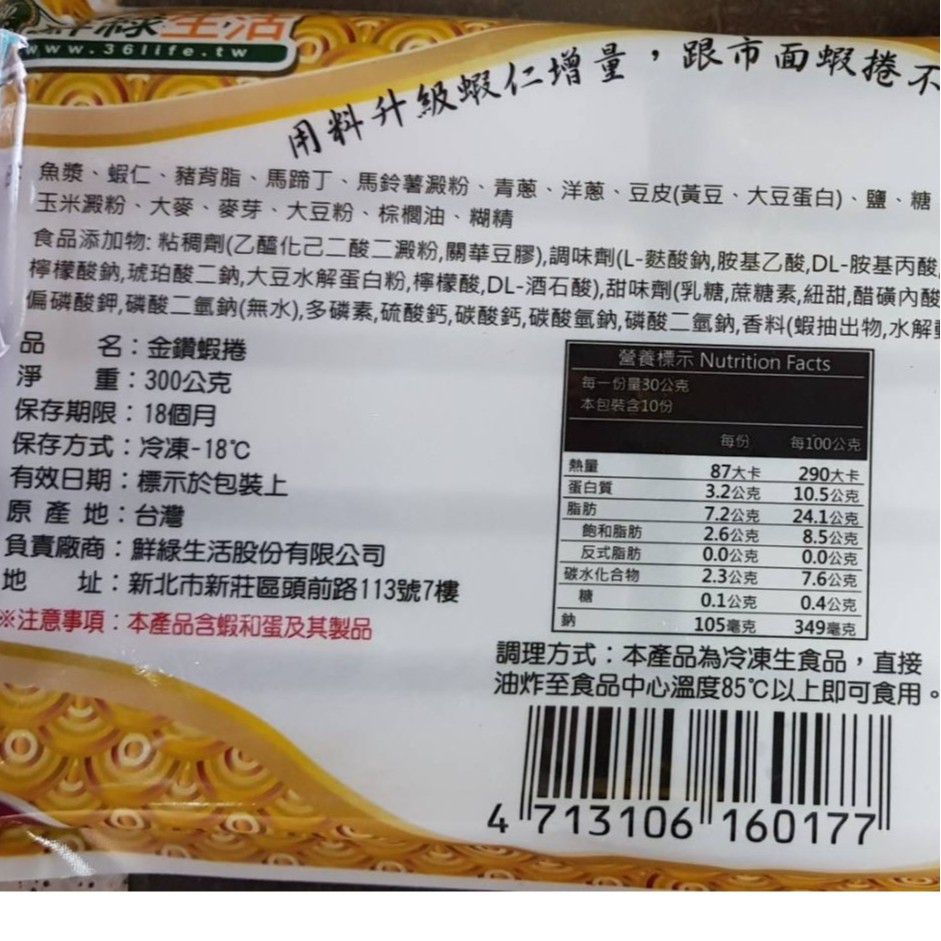 鮮綠生活
www.36life.tw
用料升級蝦仁增量，跟市面蝦捲不
魚漿、蝦仁、豬背脂、馬蹄丁、馬鈴薯澱粉、青蔥、洋蔥、豆皮(黃豆、大豆蛋白)、鹽、糖
玉米澱粉、大麥、麥芽、大豆粉、棕櫚油、糊精
食品添加物:粘稠劑(乙醯化己二酸二澱粉,關華豆膠),調味劑(L-麩酸鈉,胺基乙酸,DL-胺基丙酸,
檸檬酸鈉,琥珀酸二鈉,大豆水解蛋白粉,檸檬酸,DL-酒石酸),甜味劑(乳糖,蔗糖素,紐甜,醋磺內酯
偏磷酸鉀,磷酸二氫鈉(無水),多磷素,硫酸鈣,碳酸鈣,碳酸氫鈉,磷酸二氫鈉,香料(蝦抽出物,水解
品名：金鑽蝦捲
淨重：300公克
保存期限：18個月
保存方式：冷凍-18℃
有效日期：標示於包裝上
原產地：台灣
負責廠商：鮮綠生活股份有限公司
地址：新北市新莊區頭前路113號7樓
※注意事項：本產品含蝦和蛋及其製品
營養標示 Nutrition Facts
每一份量30公克
本包裝含10份
每份 每100公克
熱量 87大卡 290大卡
蛋白質 3.2公克 10.5公克
脂肪 7.2公克 24.1公克
飽和脂肪 2.6公克 8.5公克
反式脂肪 0.0公克 0.0公克
碳水化合物 2.3公克 7.6公克
糖 0.1公克 0.4公克
鈉 105毫克 349毫克
調理方式：本產品為冷凍生食品，直接
油炸至食品中心溫度85℃以上即可食用。
4 713106 160177